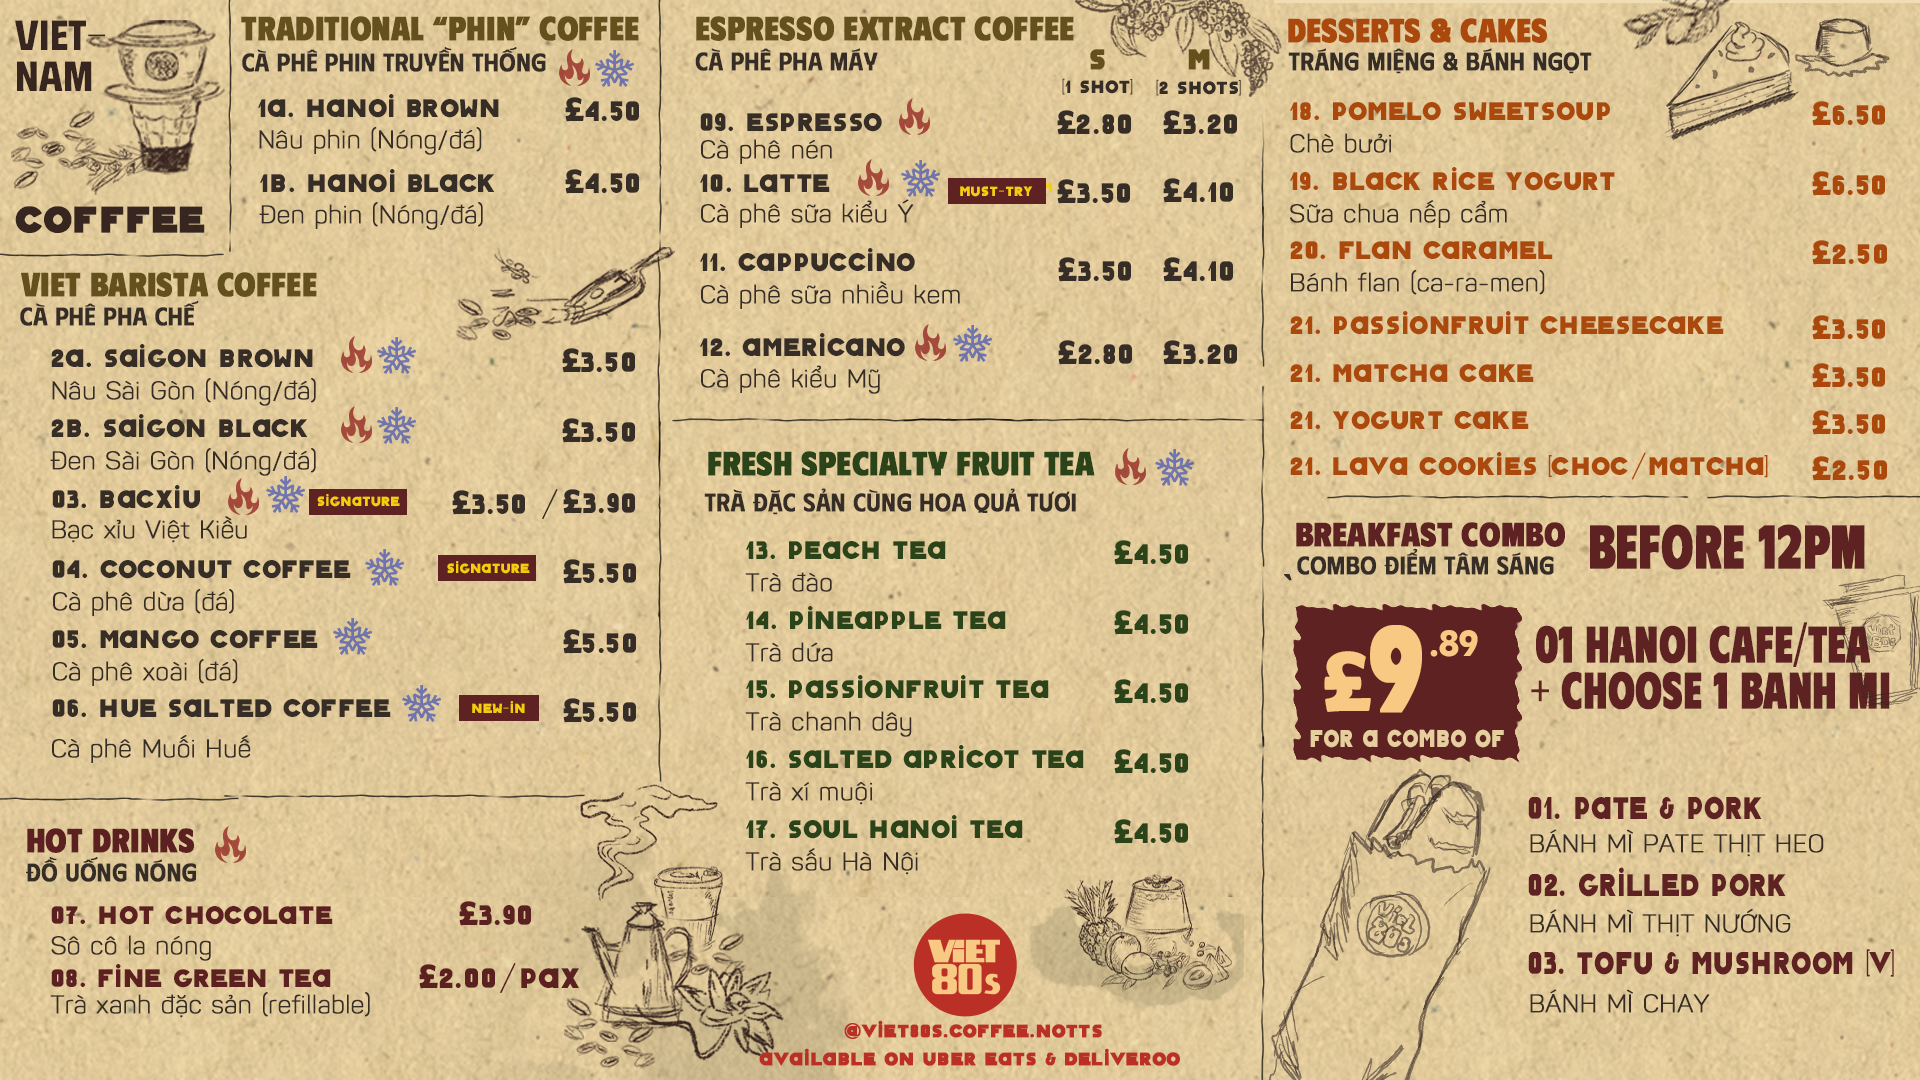 VIET-
NAM
COFFFEE
TRADITIONAL “PHIN” COFFEE
CÀ PHÊ PHIN TRUYỀN THỐNG
1a. HANOI BROWN £4.50
Nâu phin (Nóng/đá)
1B. HANOI BLACK £4.50
Đen phin (Nóng/đá)
VIET BARISTA COFFEE
CÀ PHÊ PHA CHẾ
2a. SAIGON BROWN £3.50
Nâu Sài Gòn (Nóng/đá)
2B. SAIGON BLACK £3.50
Đen Sài Gòn (Nóng/đá)
03. BACXIU SIGNATURE £3.50 / £3.90
Bạc xỉu Việt Kiều
04. COCONUT COFFEE SIGNATURE £5.50
Cà phê dừa (đá)
05. MANGO COFFEE £5.50
Cà phê xoài (đá)
06. HUE SALTED COFFEE NEW-IN £5.50
Cà phê Muối Huế
HOT DRINKS
ĐỒ UỐNG NÓNG
07. HOT CHOCOLATE £3.90
Sô cô la nóng
08. FINE GREEN TEA £2.00/PAX
Trà xanh đặc sản (refillable)
ESPRESSO EXTRACT COFFEE
CÀ PHÊ PHA MÁY
S M
[1 SHOT] [2 SHOTS]
09. ESPRESSO £2.80 £3.20
Cà phê nén
10. LATTE MUST-TRY £3.50 £4.10
Cà phê sữa kiểu Ý
11. CAPPUCCINO £3.50 £4.10
Cà phê sữa nhiều kem
12. AMERICANO £2.80 £3.20
Cà phê kiểu Mỹ
FRESH SPECIALTY FRUIT TEA
TRÀ ĐẶC SẢN CÙNG HOA QUẢ TƯƠI
13. PEACH TEA £4.50
Trà đào
14. PINEAPPLE TEA £4.50
Trà dứa
15. PASSIONFRUIT TEA £4.50
Trà chanh dây
16. SALTED APRICOT TEA £4.50
Trà xí muội
17. SOUL HANOI TEA £4.50
Trà sấu Hà Nội
VIET
80s
@VIET80S.COFFEE.NOTTS
AVAILABLE ON UBER EATS & DELIVEROO
DESSERTS & CAKES
TRÁNG MIỆNG & BÁNH NGỌT
18. POMELO SWEETSOUP £6.50
Chè bưởi
19. BLACK RICE YOGURT £6.50
Sữa chua nếp cẩm
20. FLAN CARAMEL £2.50
Bánh flan (ca-ra-men)
21. PASSIONFRUIT CHEESECAKE £3.50
21. MATCHA CAKE £3.50
21. YOGURT CAKE £3.50
21. LAVA COOKIES [CHOC/MATCHA] £2.50
BREAKFAST COMBO
`COMBO ĐIỂM TÂM SÁNG
BEFORE 12PM
£9.89
FOR A COMBO OF
01 HANOI CAFE/TEA
+ CHOOSE 1 BANH MI
Viet
80s
01. PATE & PORK
BÁNH MÌ PATE THỊT HEO
02. GRILLED PORK
BÁNH MÌ THỊT NƯỚNG
03. TOFU & MUSHROOM [V]
BÁNH MÌ CHAY
Viet
80s